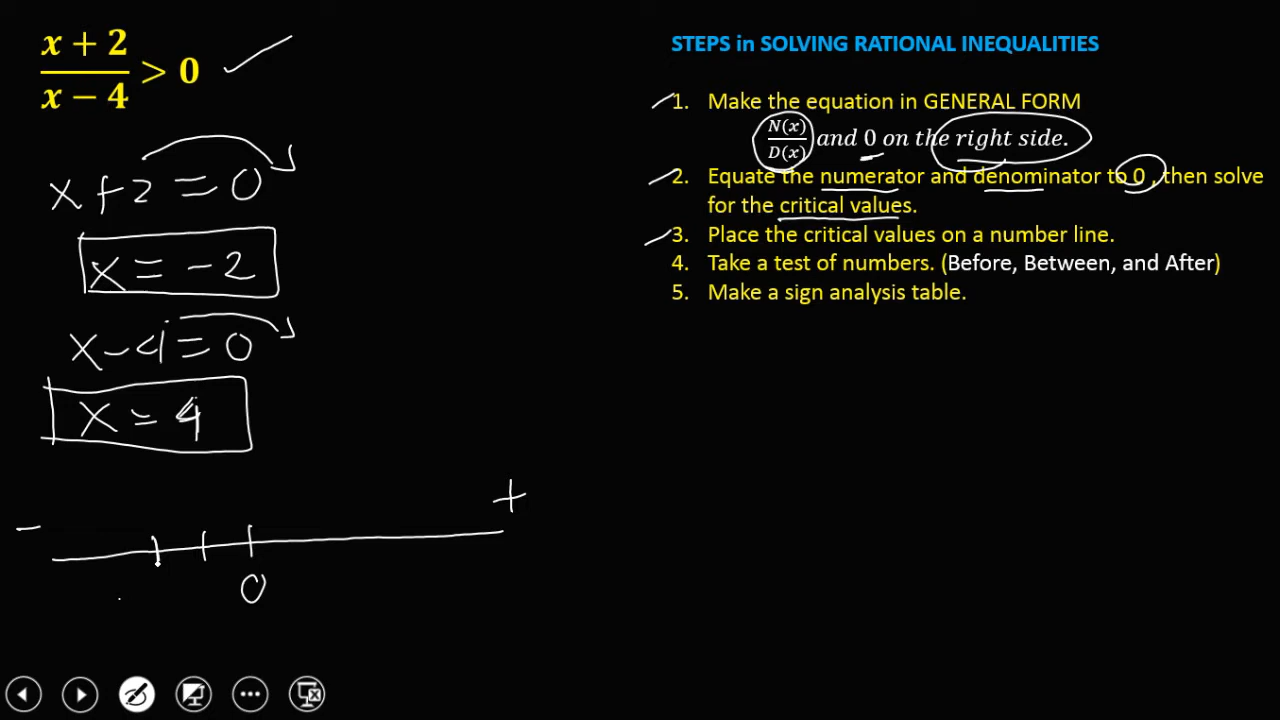 x + 2
x − 4
> 0
x + 2 = 0
x = -2
x - 4 = 0
x = 4
− +
0
STEPS in SOLVING RATIONAL INEQUALITIES
1. Make the equation in GENERAL FORM
N(x)
D(x)
and 0 on the right side.
2. Equate the numerator and denominator to 0 , then solve
for the critical values.
3. Place the critical values on a number line.
4. Take a test of numbers. (Before, Between, and After)
5. Make a sign analysis table.